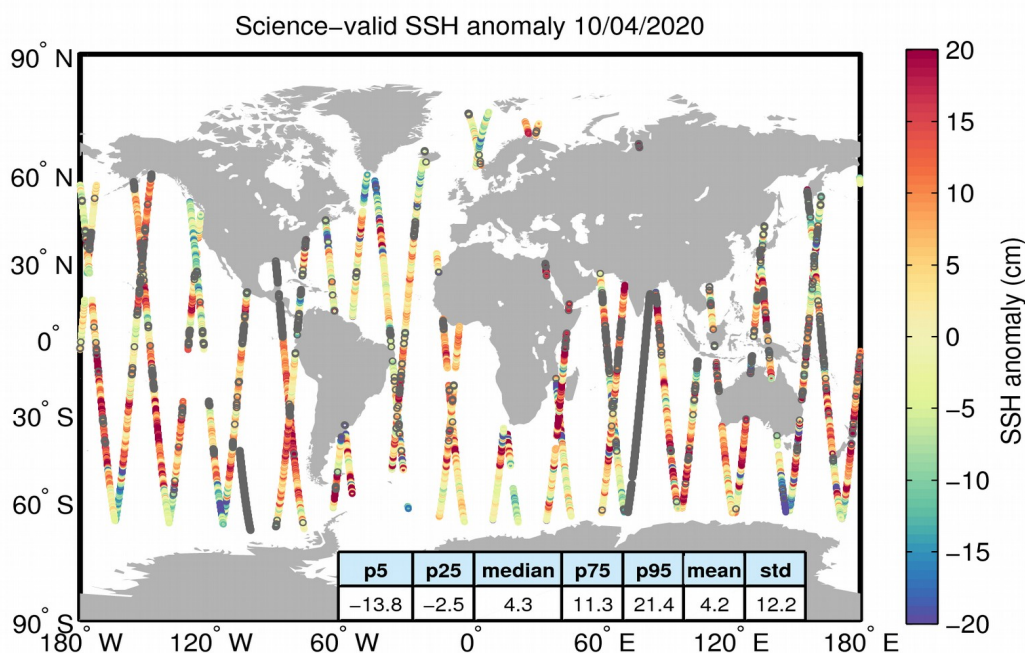 Science−valid SSH anomaly 10/04/2020
90° N
60° N
30° N
0°
30° S
60° S
90° S
180° W
120° W
60° W
0°
60° E
120° E
180° E
p5 p25 median p75 p95 mean std
−13.8 −2.5 4.3 11.3 21.4 4.2 12.2
20
15
10
5
0
−5
−10
−15
−20
SSH anomaly (cm)